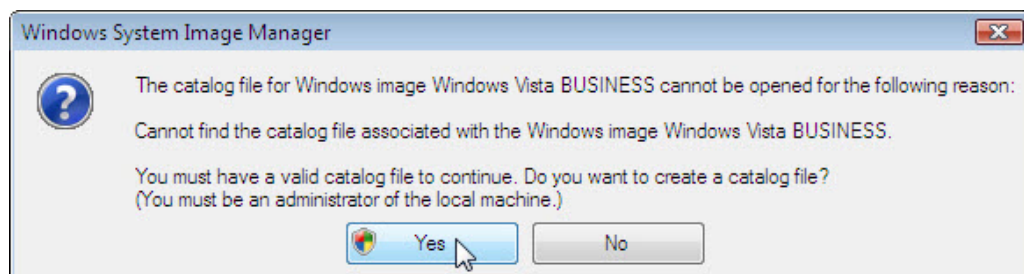 Windows System Image Manager
The catalog file for Windows image Windows Vista BUSINESS cannot be opened for the following reason:
Cannot find the catalog file associated with the Windows image Windows Vista BUSINESS.
You must have a valid catalog file to continue. Do you want to create a catalog file?
(You must be an administrator of the local machine.)
Yes
No